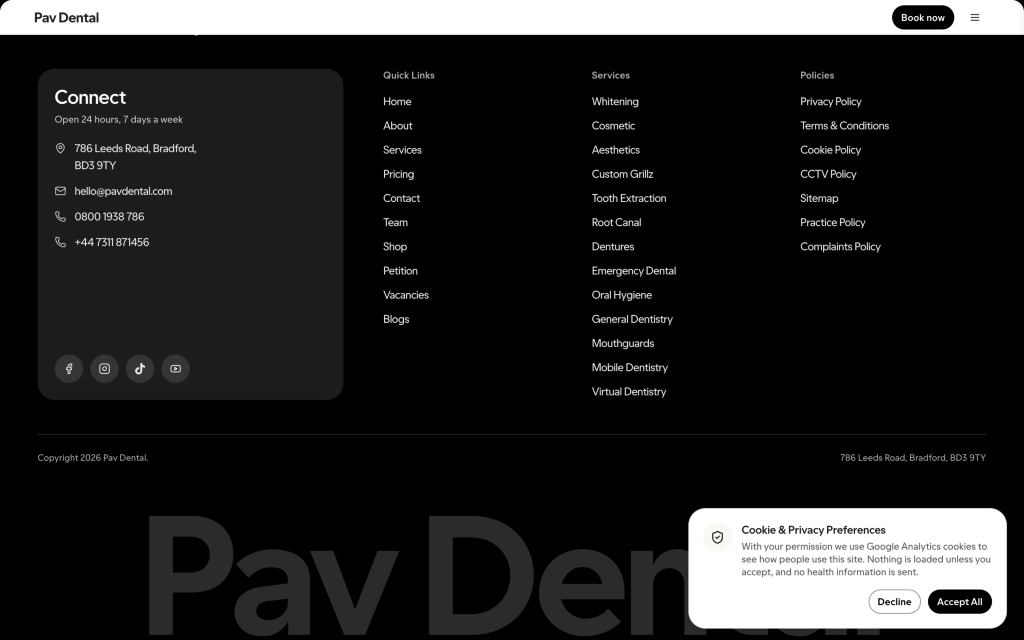 Pav Dental
Book now
Connect
Open 24 hours, 7 days a week
786 Leeds Road, Bradford,
BD3 9TY
hello@pavdental.com
0800 1938 786
+44 7311 871456
Quick Links
Home
About
Services
Pricing
Contact
Team
Shop
Petition
Vacancies
Blogs
Services
Whitening
Cosmetic
Aesthetics
Custom Grillz
Tooth Extraction
Root Canal
Dentures
Emergency Dental
Oral Hygiene
General Dentistry
Mouthguards
Mobile Dentistry
Virtual Dentistry
Policies
Privacy Policy
Terms & Conditions
Cookie Policy
CCTV Policy
Sitemap
Practice Policy
Complaints Policy
Copyright 2026 Pav Dental.
786 Leeds Road, Bradford, BD3 9TY
Pav Dental
Cookie & Privacy Preferences
With your permission we use Google Analytics cookies to
see how people use this site. Nothing is loaded unless you
accept, and no health information is sent.
Decline
Accept All